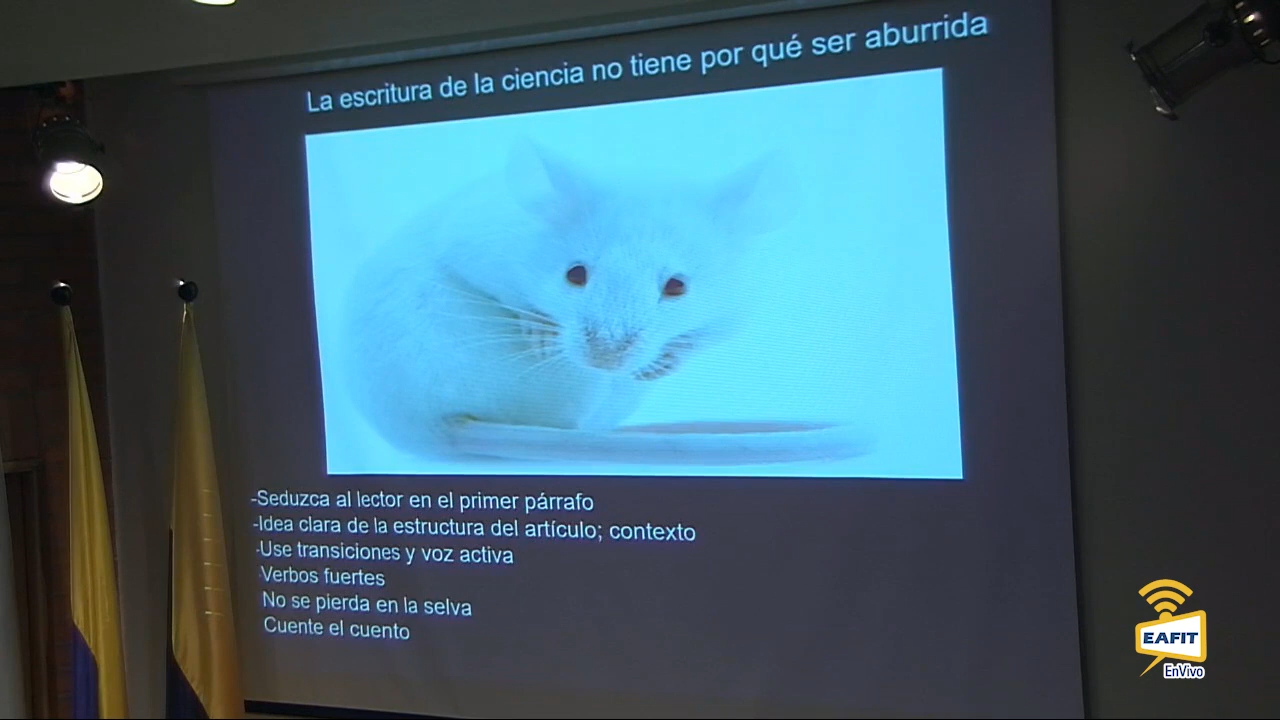 La escritura de la ciencia no tiene por qué ser aburrida
-Seduzca al lector en el primer párrafo
-Idea clara de la estructura del artículo; contexto
-Use transiciones y voz activa
Verbos fuertes
No se pierda en la selva
Cuente el cuento
EAFIT
EnVivo